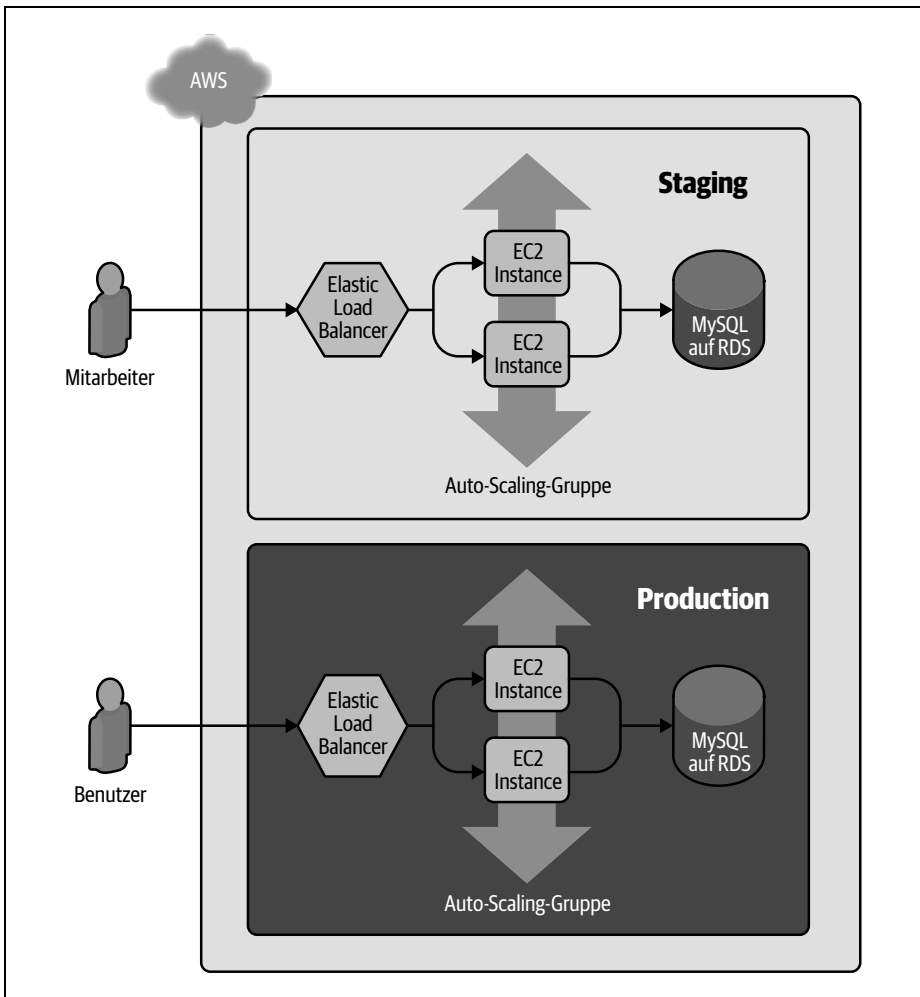 AWS
Staging
EC2
Instance
Elastic
Load
Balancer
EC2
Instance
MySQL
auf RDS
Mitarbeiter
Auto-Scaling-Gruppe
Production
EC2
Instance
Elastic
Load
Balancer
EC2
Instance
MySQL
auf RDS
Benutzer
Auto-Scaling-Gruppe